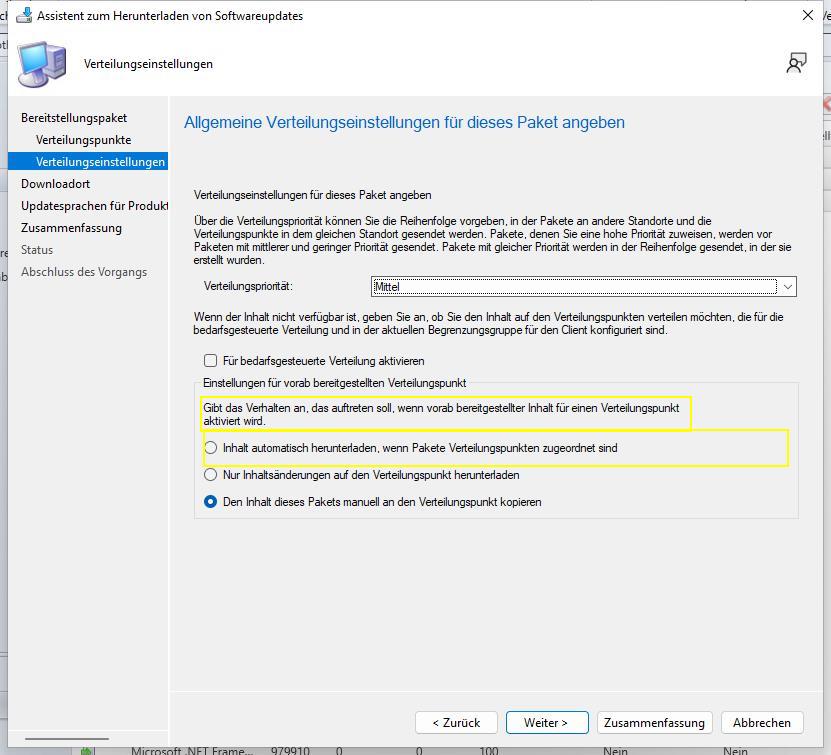 Assistent zum Herunterladen von Softwareupdates
Verteilungseinstellungen
Bereitstellungspaket
Verteilungspunkte
Verteilungseinstellungen
Downloadort
Updatesprachen für Produkt
Zusammenfassung
Status
Abschluss des Vorgangs
Allgemeine Verteilungseinstellungen für dieses Paket angeben
Verteilungseinstellungen für dieses Paket angeben
Über die Verteilungspriorität können Sie die Reihenfolge vorgeben, in der Pakete an andere Standorte und die
Verteilungspunkte in dem gleichen Standort gesendet werden. Pakete, denen Sie eine hohe Priorität zuweisen, werden vor
Paketen mit mittlerer und geringer Priorität gesendet. Pakete mit gleicher Priorität werden in der Reihenfolge gesendet, in der sie
erstellt wurden.
Verteilungspriorität:
Mittel
Wenn der Inhalt nicht verfügbar ist, geben Sie an, ob Sie den Inhalt auf den Verteilungspunkten verteilen möchten, die für die
bedarfsgesteuerte Verteilung und in der aktuellen Begrenzungsgruppe für den Client konfiguriert sind.
Für bedarfsgesteuerte Verteilung aktivieren
Einstellungen für vorab bereitgestellten Verteilungspunkt
Gibt das Verhalten an, das auftreten soll, wenn vorab bereitgestellter Inhalt für einen Verteilungspunkt
aktiviert wird.
Inhalt automatisch herunterladen, wenn Pakete Verteilungspunkten zugeordnet sind
Nur Inhaltsänderungen auf den Verteilungspunkt herunterladen
Den Inhalt dieses Pakets manuell an den Verteilungspunkt kopieren
< Zurück
Weiter >
Zusammenfassung
Abbrechen
Microsoft .NET Frame... 979910 0 0 100 Nein Nein